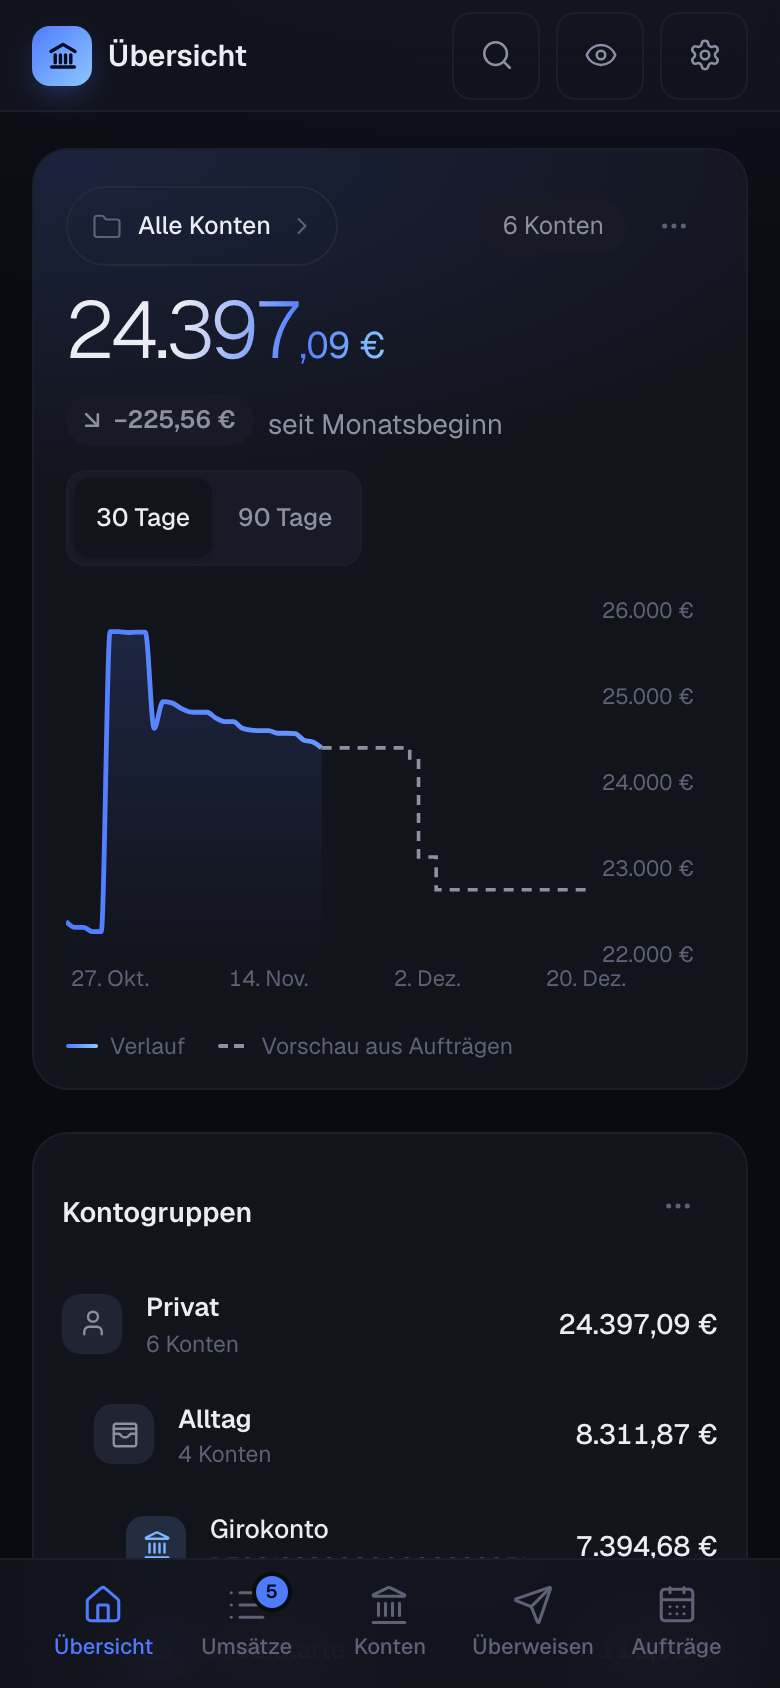 Übersicht
Alle Konten
6 Konten
24.397,09 €
−225,56 € seit Monatsbeginn
30 Tage
90 Tage
26.000 €
25.000 €
24.000 €
23.000 €
22.000 €
27. Okt.
14. Nov.
2. Dez.
20. Dez.
Verlauf
Vorschau aus Aufträgen
Kontogruppen
Privat
24.397,09 €
6 Konten
Alltag
8.311,87 €
4 Konten
Girokonto
7.394,68 €
5
Übersicht
Umsätze
Konten
Überweisen
Aufträge